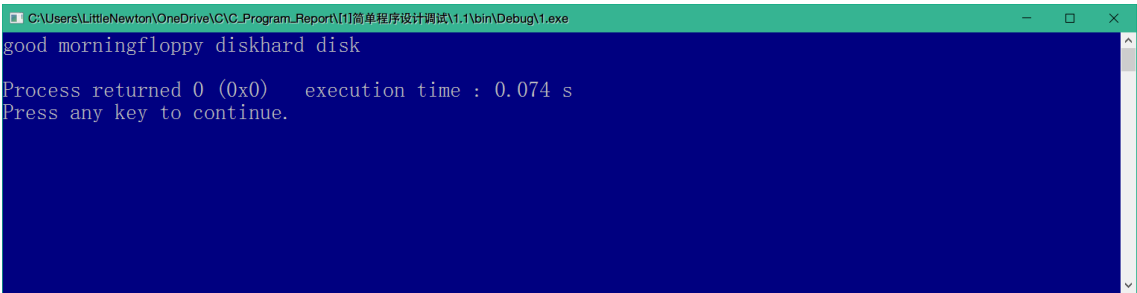 C:\Users\LittleNewton\OneDrive\C\C_Program_Report\[1]简单程序设计调试\1.1\bin\Debug\1.exe
good morningfloppy diskhard disk
Process returned 0 (0x0)   execution time : 0.074 s
Press any key to continue.